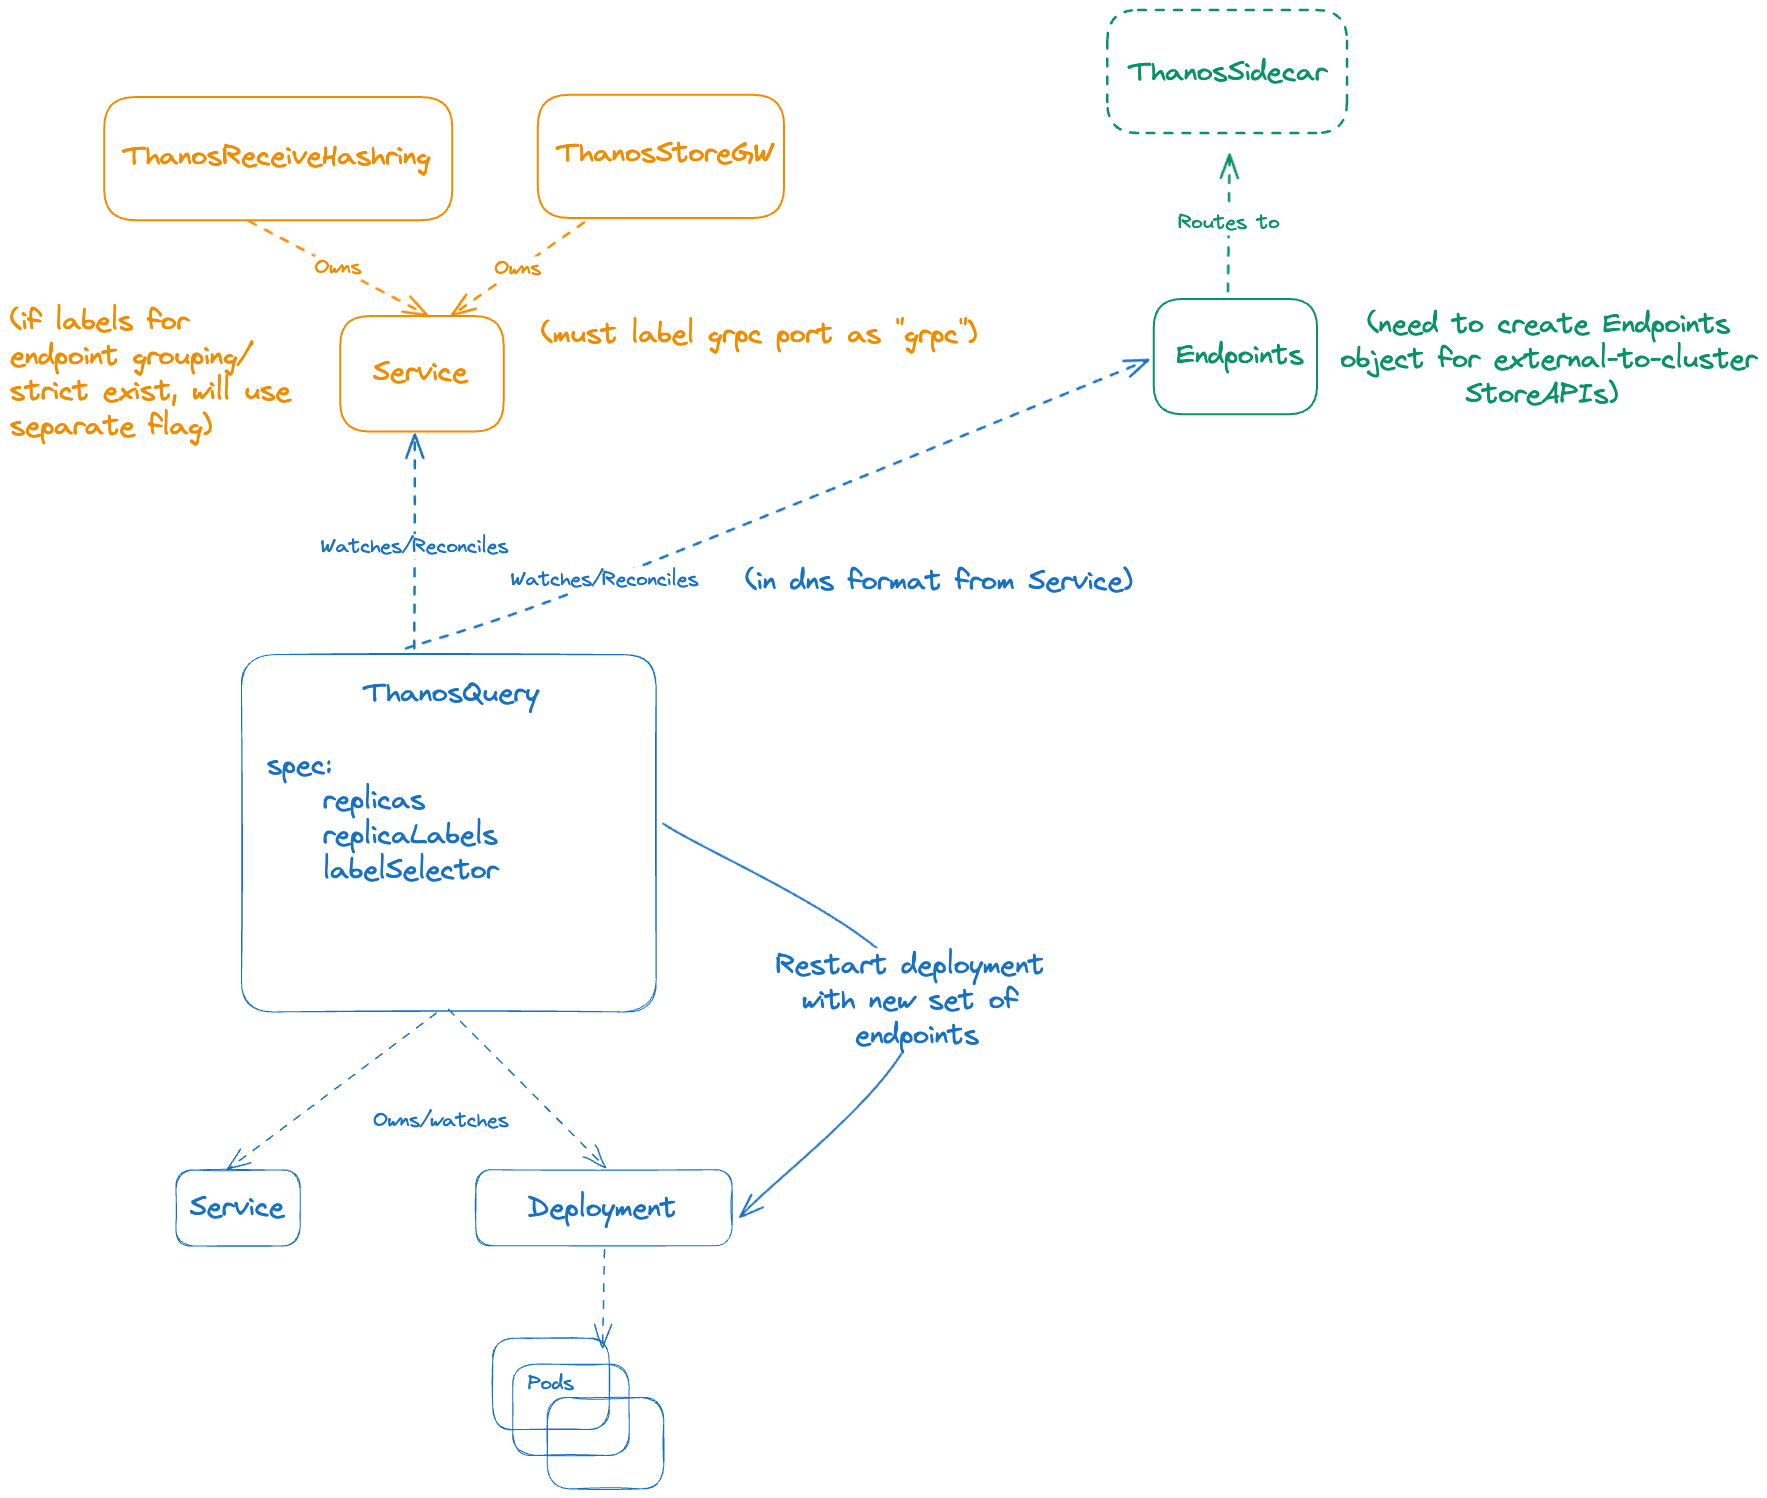 ThanosSidecar
ThanosReceiveHashring
ThanosStoreGW
Routes to
Owns
Owns
(if labels for
endpoint grouping/
strict exist, will use
separate flag)
Service
(must label grpc port as "grpc")
Endpoints
(need to create Endpoints
object for external-to-cluster
StoreAPIs)
Watches/Reconciles
Watches/Reconciles
(in dns format from Service)
ThanosQuery
spec:
replicas
replicaLabels
labelSelector
Restart deployment
with new set of
endpoints
Owns/watches
Service
Deployment
Pods